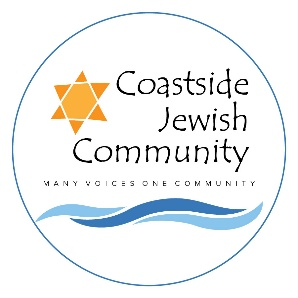 Coastside
Jewish
Community
MANY VOICES ONE COMMUNITY